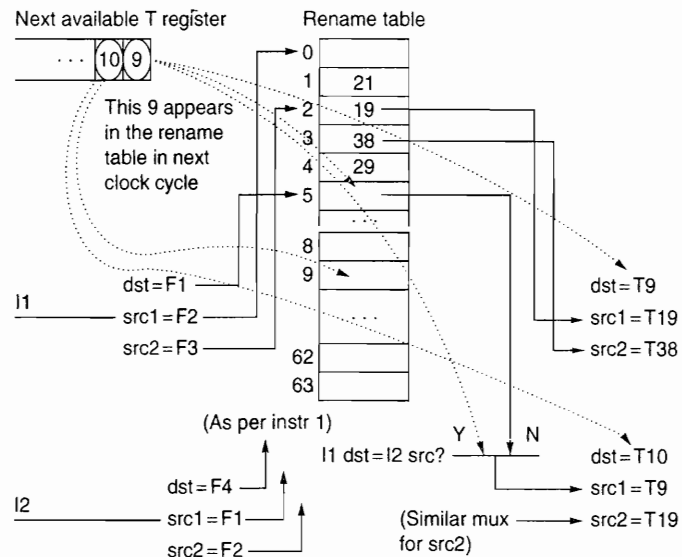 Next available T register
Rename table
··· 10 9
This 9 appears
in the rename
table in next
clock cycle
0
1 21
2 19
3 38
4 29
5
···
8
9
···
62
63
I1
dst=F1
src1=F2
src2=F3
dst=T9
src1=T19
src2=T38
(As per instr 1)
I1 dst=I2 src?
Y N
I2
dst=F4
src1=F1
src2=F2
(Similar mux
for src2)
dst=T10
src1=T9
src2=T19